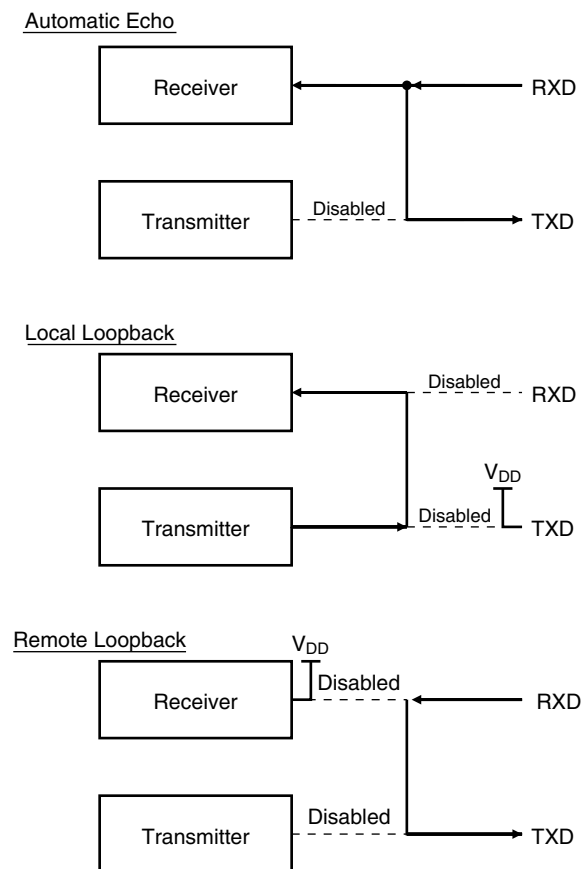 Automatic Echo
Receiver
RXD
Transmitter
Disabled
TXD
Local Loopback
Receiver
Disabled
RXD
VDD
Transmitter
Disabled
TXD
Remote Loopback
VDD
Receiver
Disabled
RXD
Transmitter
Disabled
TXD